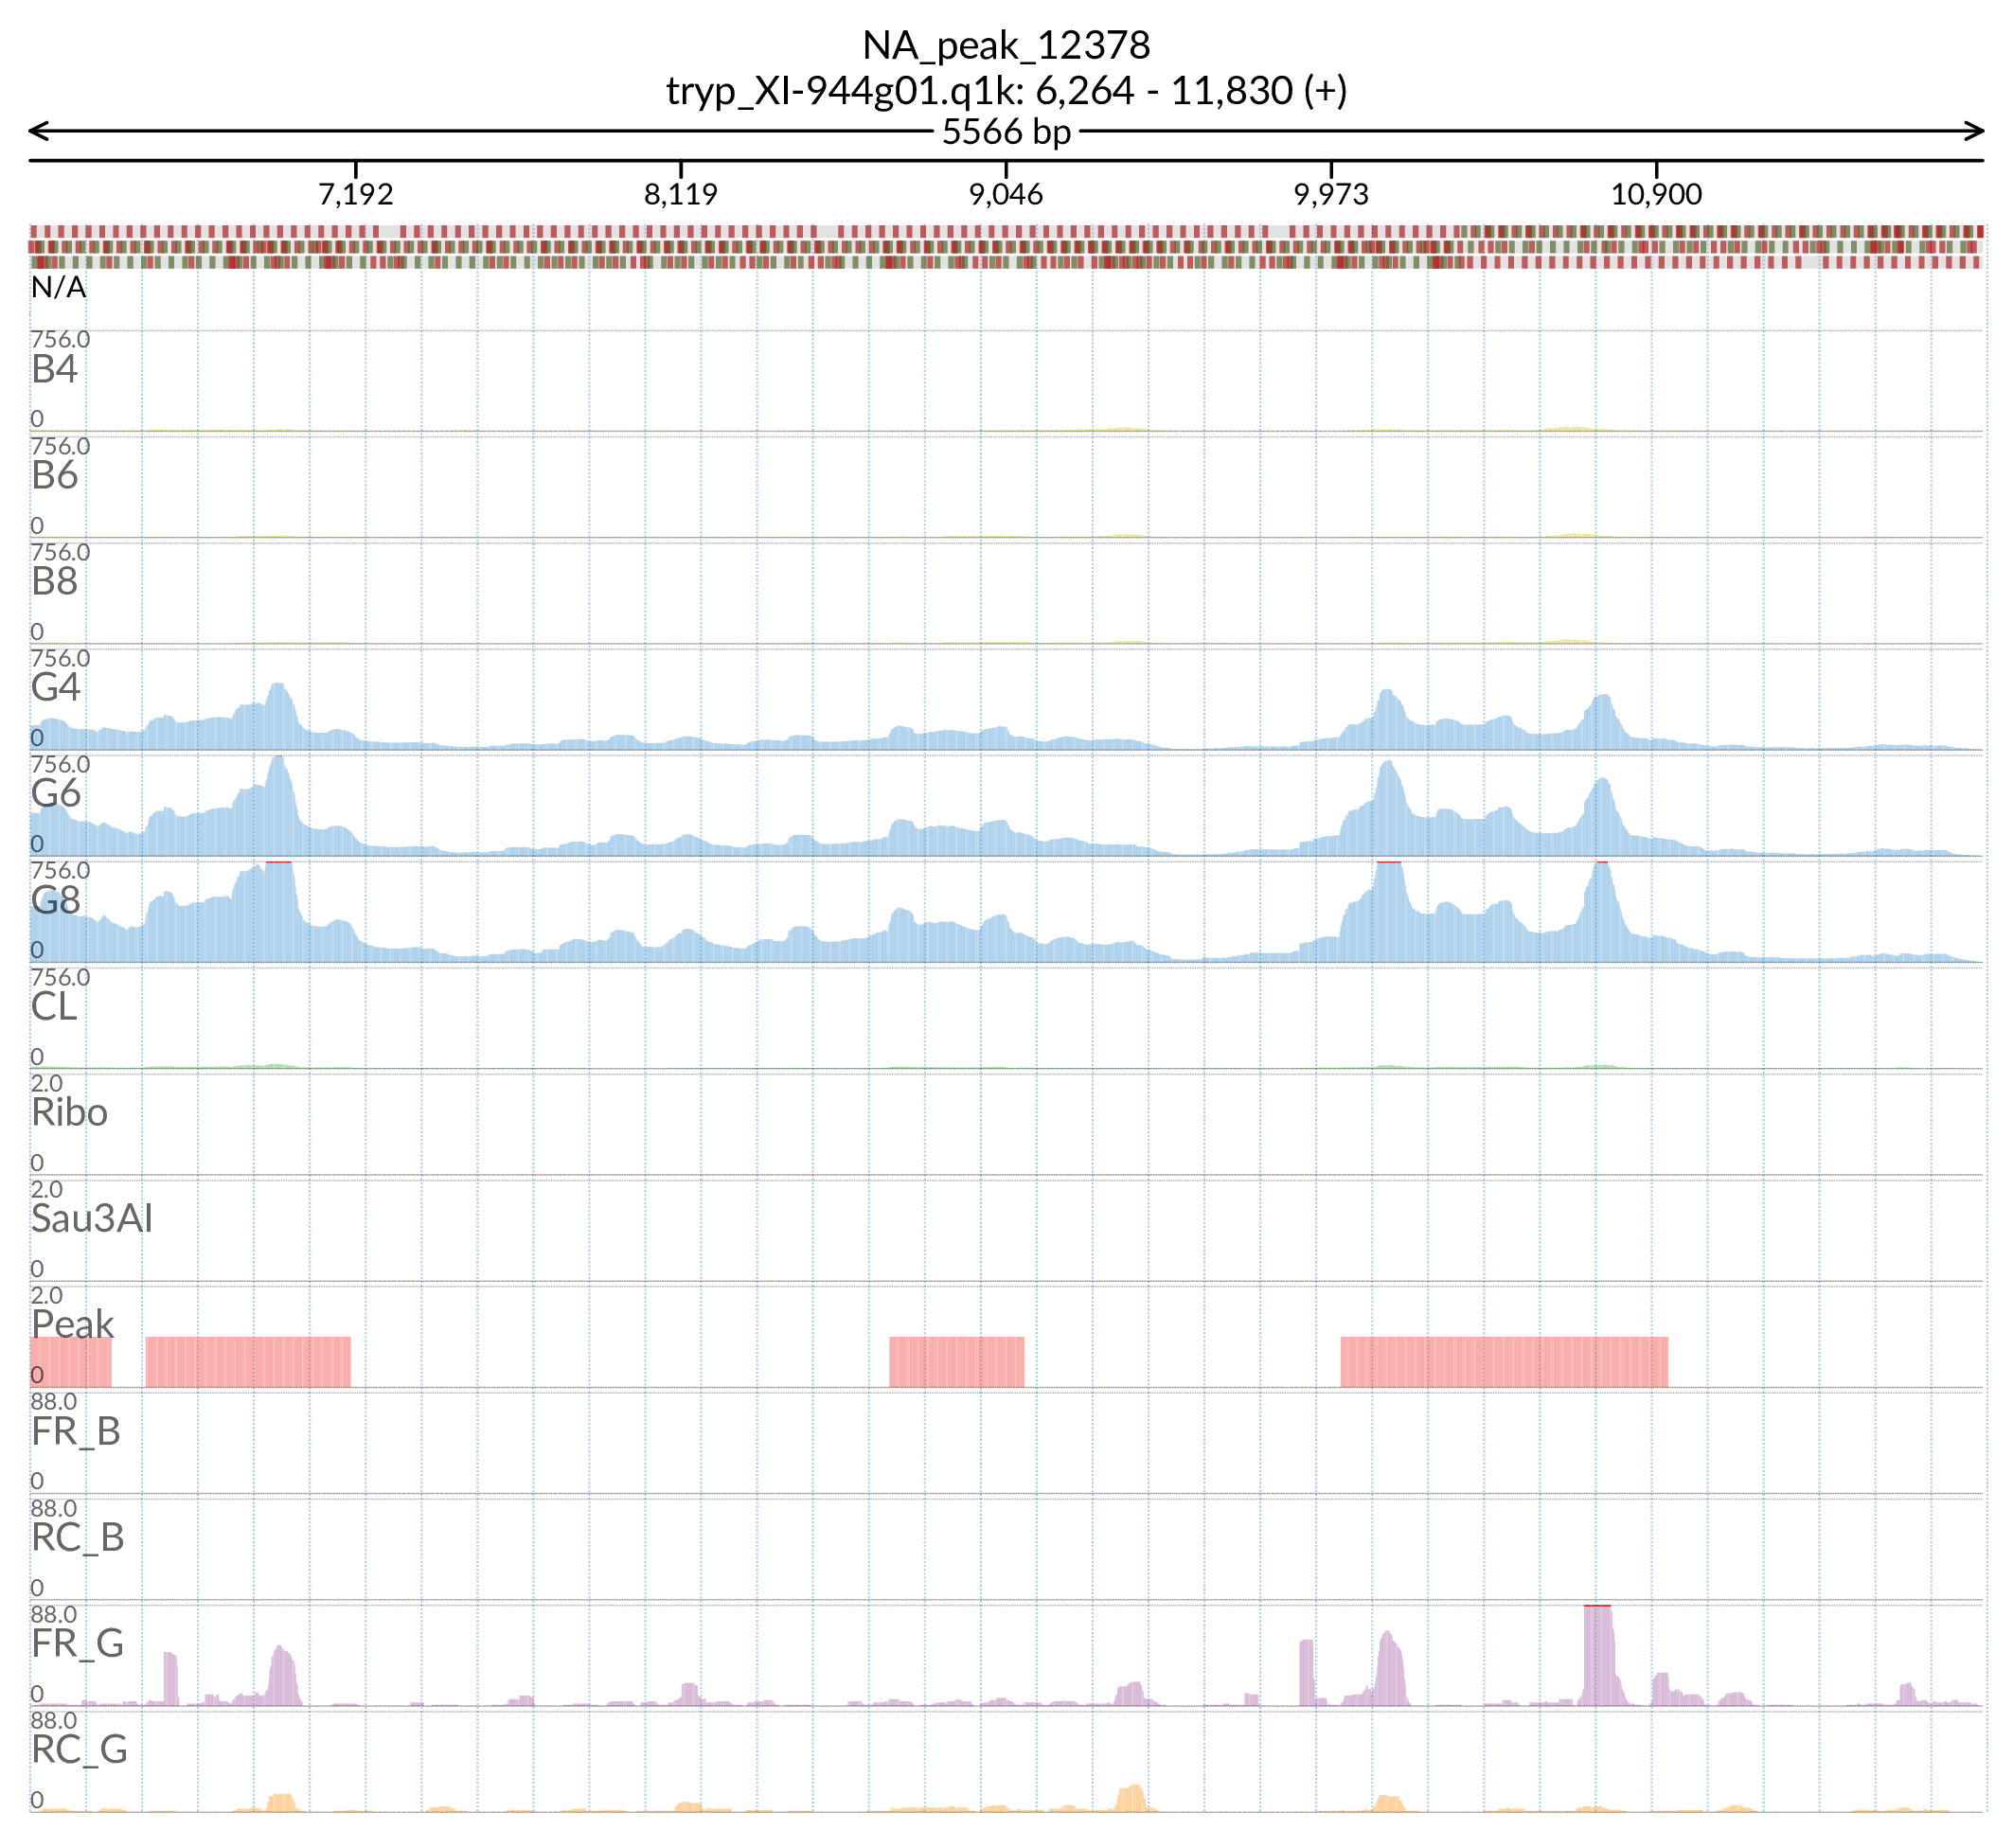 NA_peak_12378
tryp_XI-944g01.q1k: 6,264 - 11,830 (+)
5566 bp
7,192 8,119 9,046 9,973 10,900
N/A
756.0
B4
0
756.0
B6
0
756.0
B8
0
756.0
G4
0
756.0
G6
0
756.0
G8
0
756.0
CL
0
2.0
Ribo
0
2.0
Sau3AI
0
2.0
Peak
0
88.0
FR_B
0
88.0
RC_B
0
88.0
FR_G
0
88.0
RC_G
0